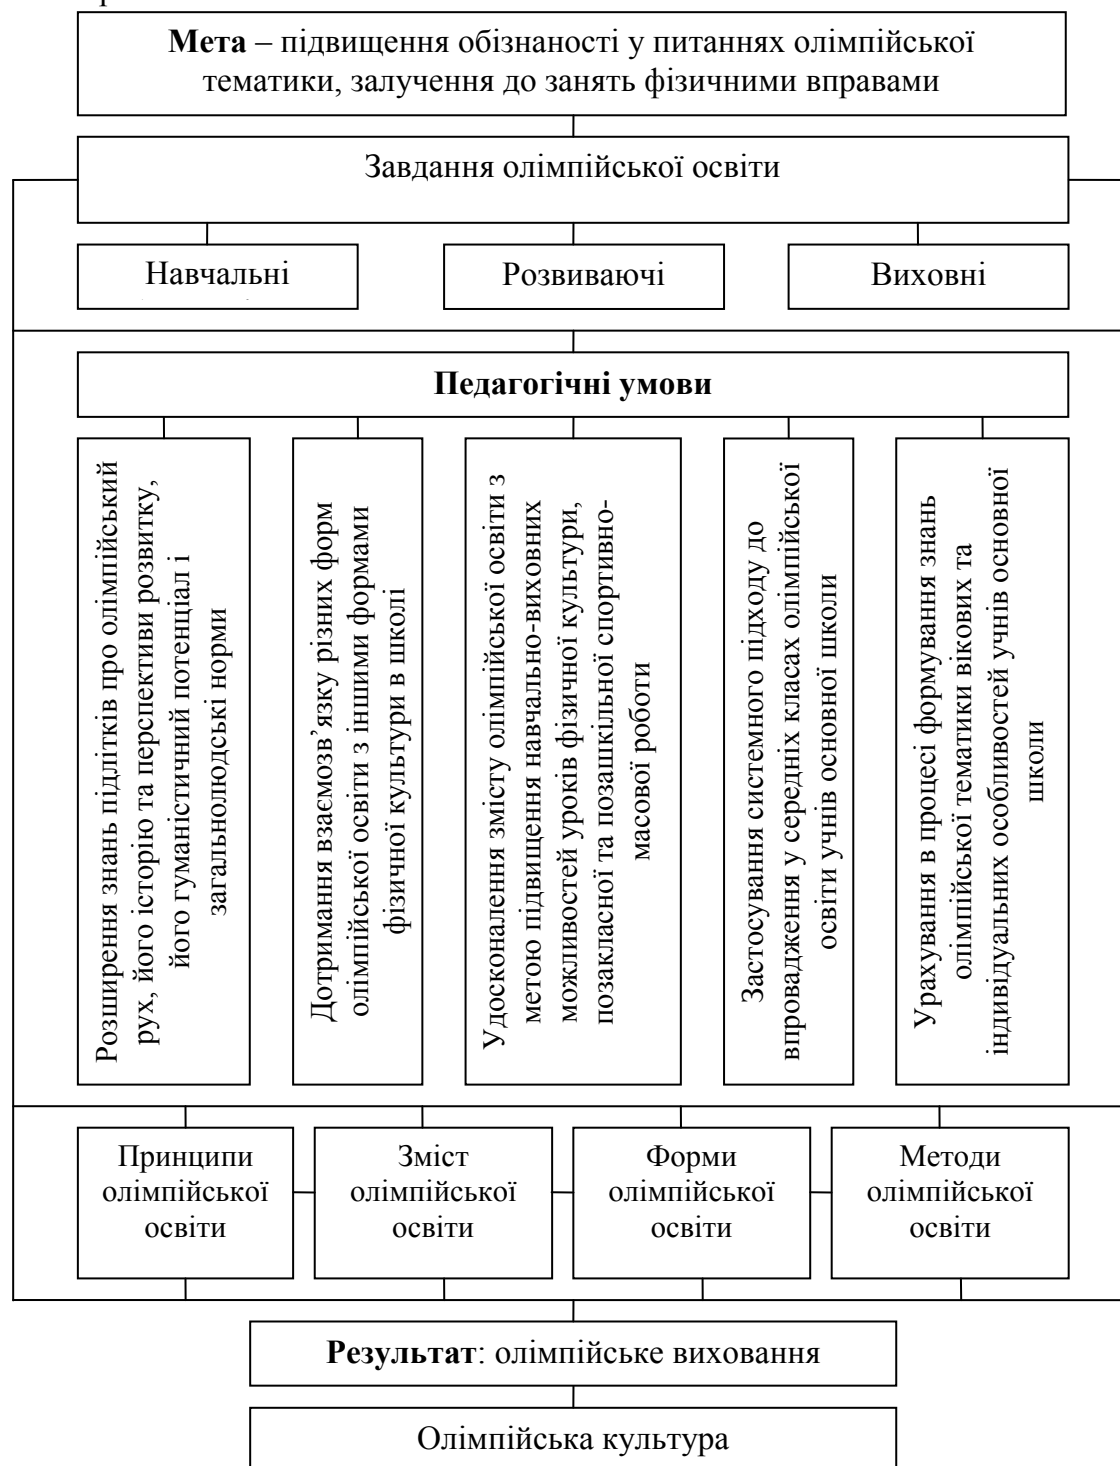 Мета – підвищення обізнаності у питаннях олімпійської
тематики, залучення до занять фізичними вправами
Завдання олімпійської освіти
Навчальні
Розвиваючі
Виховні
Педагогічні умови
Розширення знань підлітків про олімпійський
рух, його історію та перспективи розвитку,
його гуманістичний потенціал і
загальнолюдські норми
Дотримання взаємозв’язку різних форм
олімпійської освіти з іншими формами
фізичної культури в школі
Удосконалення змісту олімпійської освіти з
метою підвищення навчально-виховних
можливостей уроків фізичної культури,
позакласної та позашкільної спортивно-
масової роботи
Застосування системного підходу до
впровадження у середніх класах олімпійської
освіти учнів основної школи
Урахування в процесі формування знань
олімпійської тематики вікових та
індивідуальних особливостей учнів основної
школи
Принципи
олімпійської
освіти
Зміст
олімпійської
освіти
Форми
олімпійської
освіти
Методи
олімпійської
освіти
Результат: олімпійське виховання
Олімпійська культура